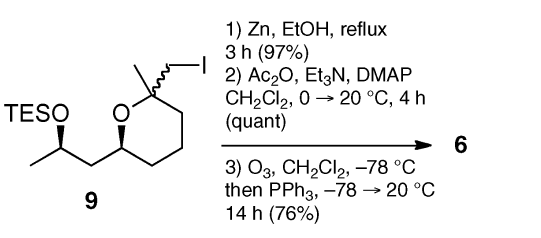 1) Zn, EtOH, reflux
3 h (97%)
2) Ac₂O, Et₃N, DMAP
CH₂Cl₂, 0 → 20 °C, 4 h
(quant)
3) O₃, CH₂Cl₂, –78 °C
then PPh₃, –78 → 20 °C
14 h (76%)
I
O
TESO
9
6